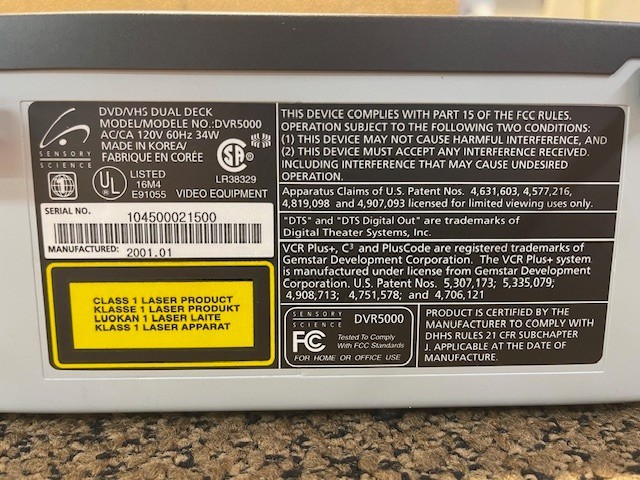 DVD/VHS DUAL DECK
MODEL/MODELE NO.:DVR5000
AC/CA 120V 60Hz 34W
MADE IN KOREA/
FABRIQUE EN CORÉE
SENSORY
SCIENCE
UL
LISTED
16M4
E91055
LR38329
VIDEO EQUIPMENT
SERIAL NO.
104500021500
MANUFACTURED: 2001.01
CLASS 1 LASER PRODUCT
KLASSE 1 LASER PRODUKT
LUOKAN 1 LASER LAITE
KLASS 1 LASER APPARAT
THIS DEVICE COMPLIES WITH PART 15 OF THE FCC RULES.
OPERATION SUBJECT TO THE FOLLOWING TWO CONDITIONS:
(1) THIS DEVICE MAY NOT CAUSE HARMFUL INTERFERENCE, AND
(2) THIS DEVICE MUST ACCEPT ANY INTERFERENCE RECEIVED.
INCLUDING INTERFERENCE THAT MAY CAUSE UNDESIRED
OPERATION.
Apparatus Claims of U.S. Patent Nos. 4,631,603, 4,577,216,
4,819,098 and 4,907,093 licensed for limited viewing uses only.
"DTS" and "DTS Digital Out" are trademarks of
Digital Theater Systems, Inc.
VCR Plus+, C³ and PlusCode are registered trademarks of
Gemstar Development Corporation. The VCR Plus+ system
is manufactured under license from Gemstar Development
Corporation. U.S. Patent Nos. 5,307,173; 5,335,079;
4,908,713; 4,751,578; and 4,706,121
SENSORY
SCIENCE
DVR5000
FC
Tested To Comply
With FCC Standards
FOR HOME OR OFFICE USE
PRODUCT IS CERTIFIED BY THE
MANUFACTURER TO COMPLY WITH
DHHS RULES 21 CFR SUBCHAPTER
J. APPLICABLE AT THE DATE OF
MANUFACTURE.